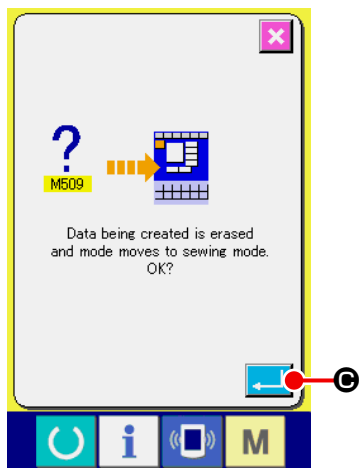 ?
M509
Data being created is erased
and mode moves to sewing mode.
OK?
C
i
M